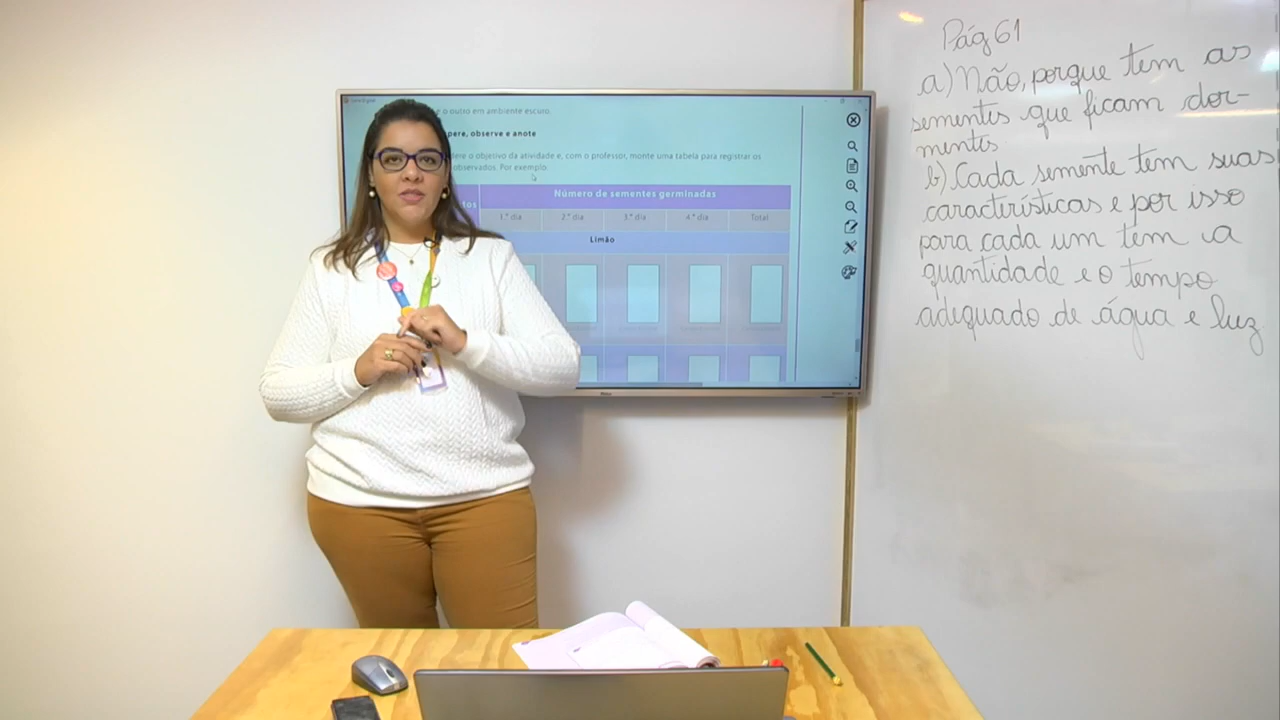 e o outro em ambiente escuro.
pere, observe e anote
dere o objetivo da atividade e, com o professor, monte uma tabela para registrar os
observados. Por exemplo:
Número de sementes germinadas
tos
1.º dia 2.º dia 3.º dia 4.º dia Total
Limão
Pág 61
a) Não, porque tem as
sementes que ficam dor-
mentes
b) Cada semente tem suas
características e por isso
para cada um tem a
quantidade e o tempo
adequado de água e luz